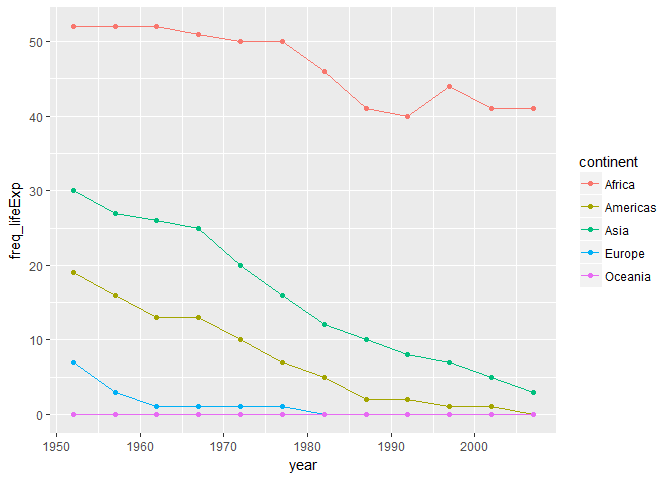 50
40
30
20
10
0
freq_lifeExp
1950 1960 1970 1980 1990 2000
year
continent
Africa
Americas
Asia
Europe
Oceania